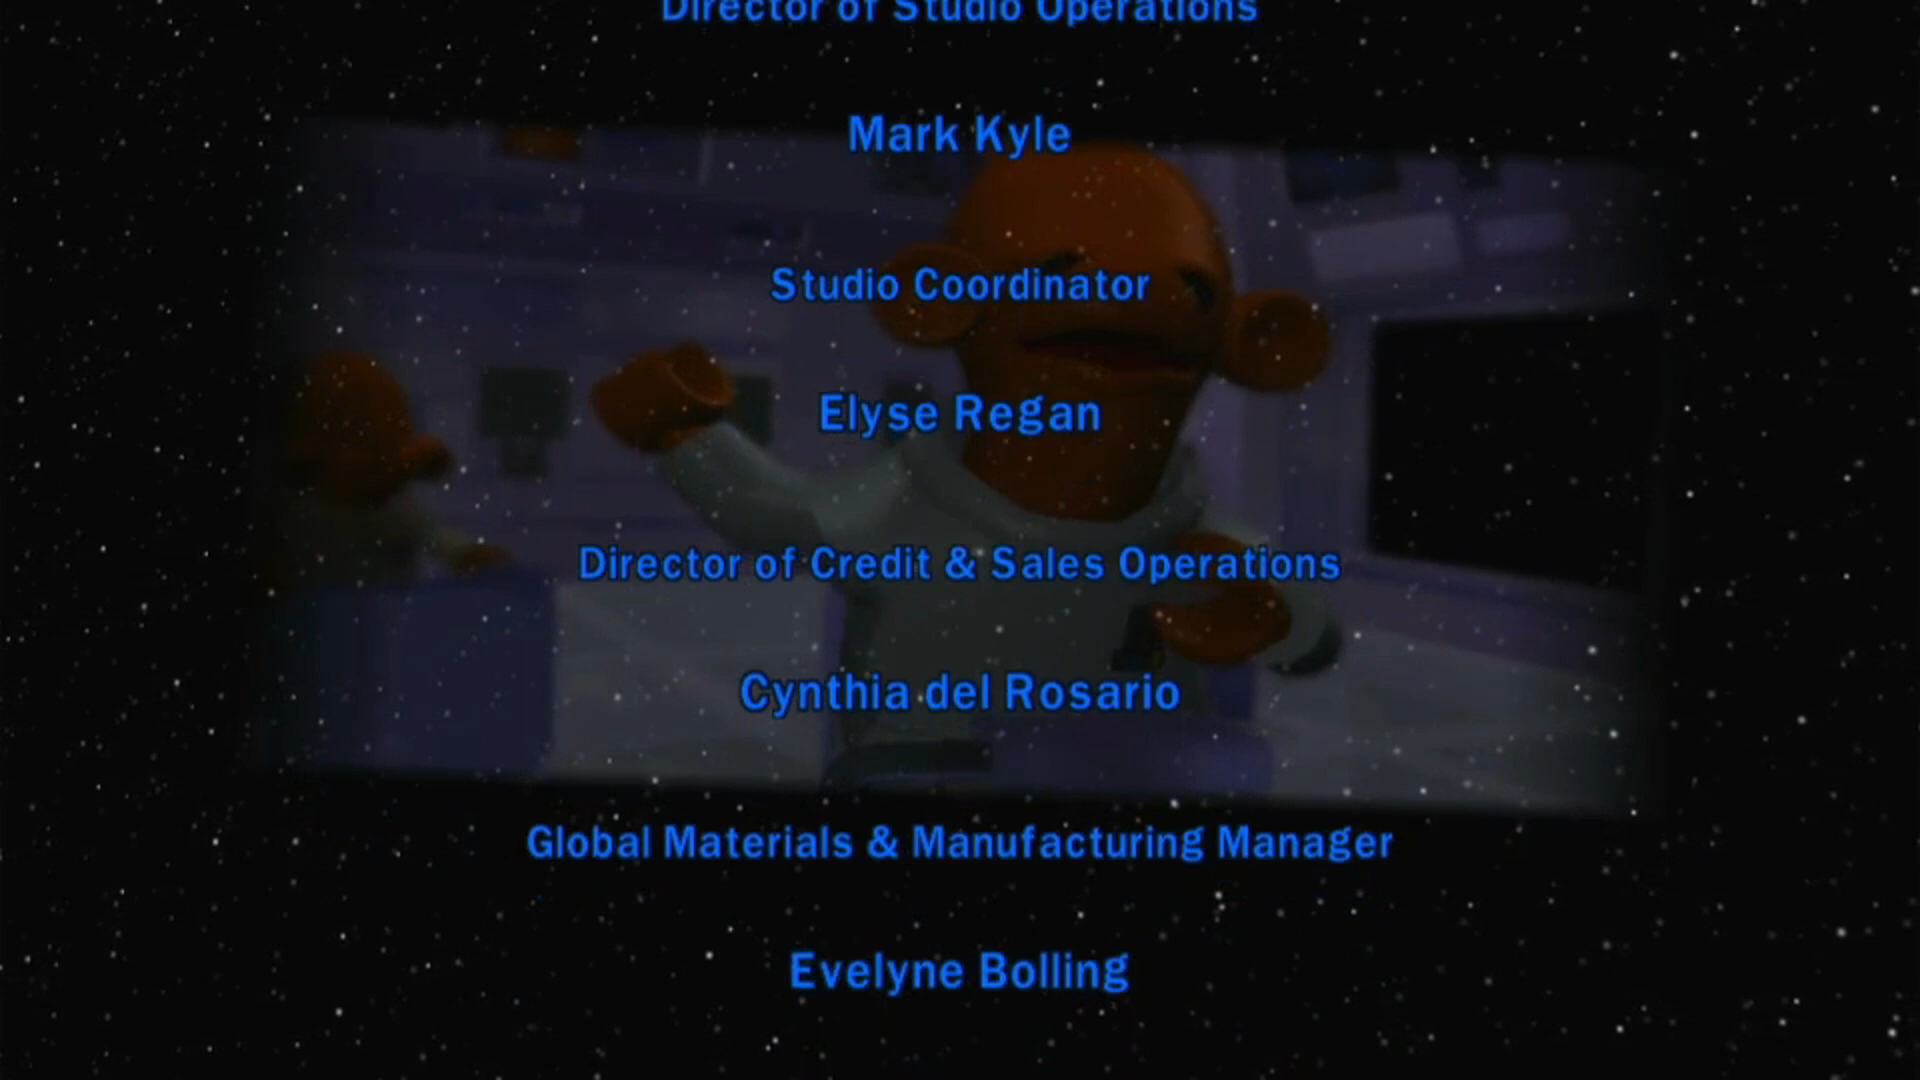 Director of Studio Operations
Mark Kyle
Studio Coordinator
Elyse Regan
Director of Credit & Sales Operations
Cynthia del Rosario
Global Materials & Manufacturing Manager
Evelyne Bolling